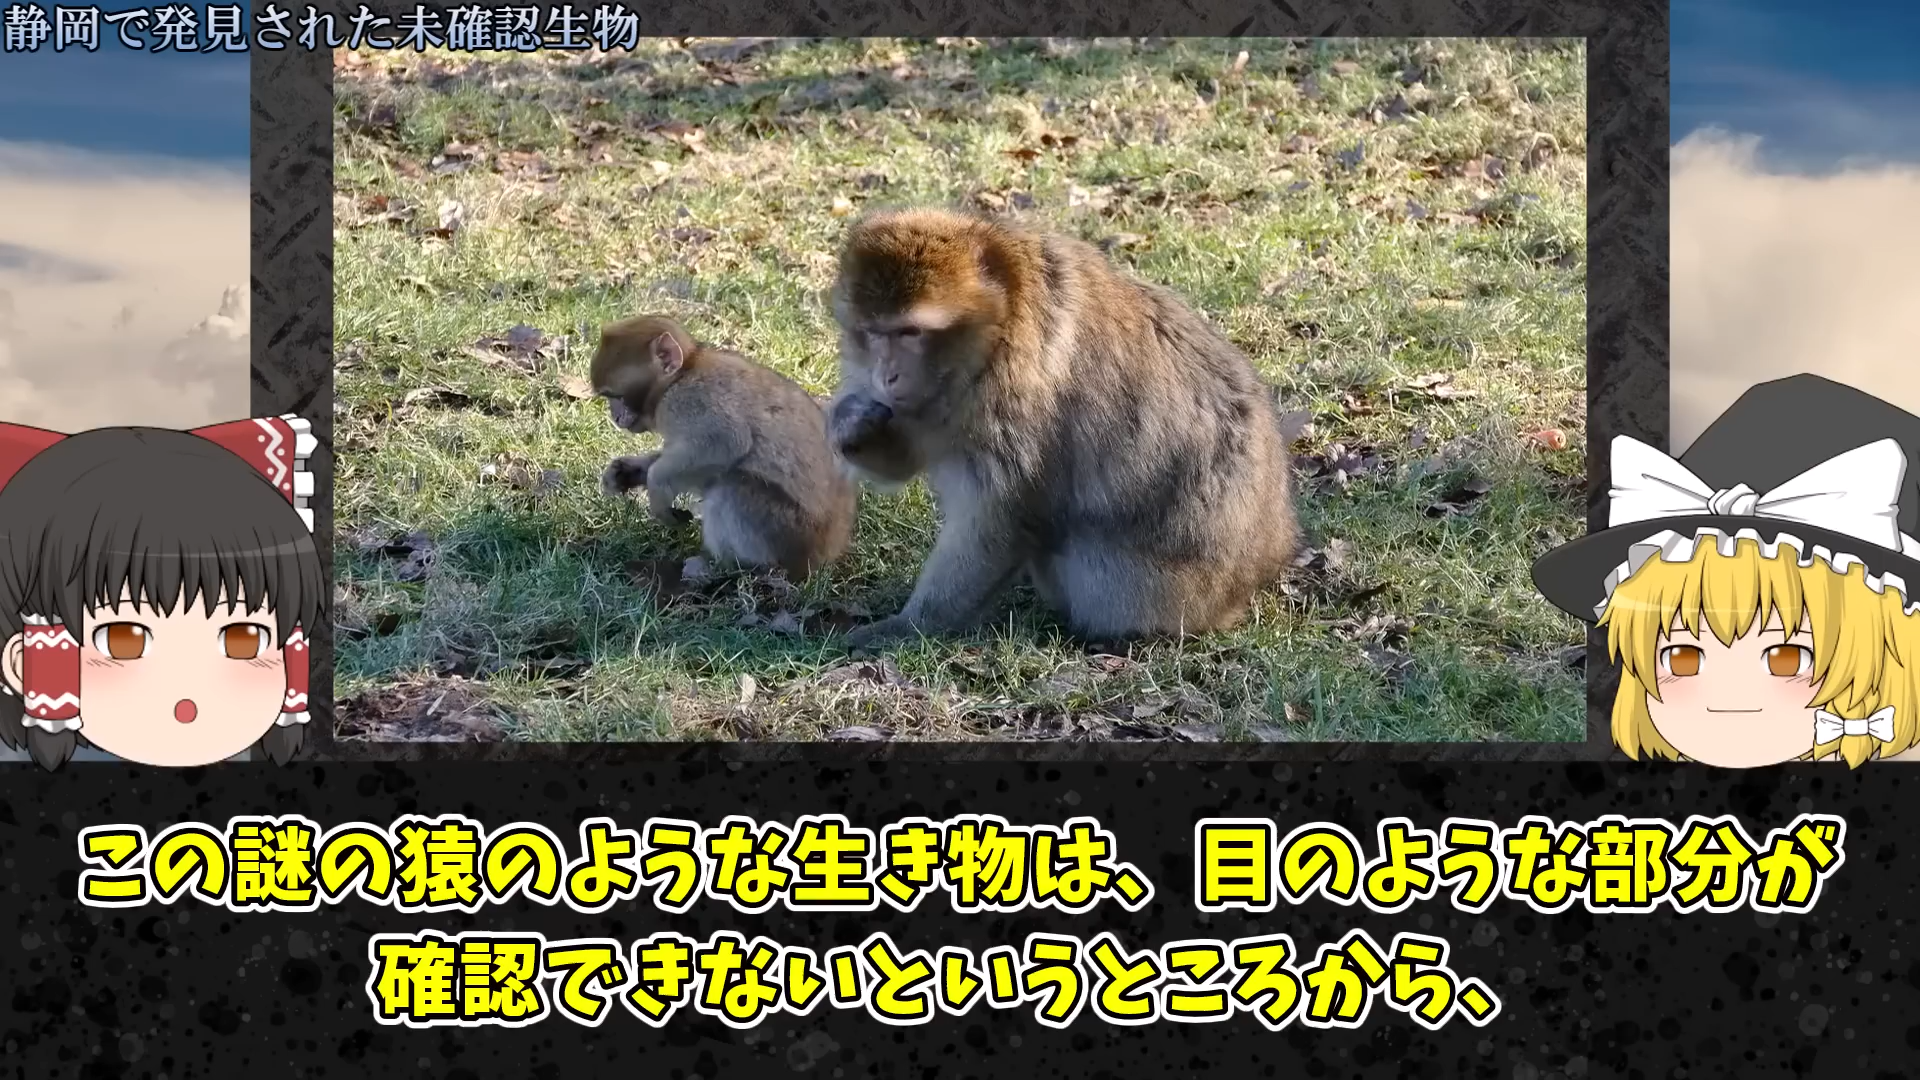 静岡で発見された未確認生物
この謎の猿のような生き物は、目のような部分が
確認できないというところから、